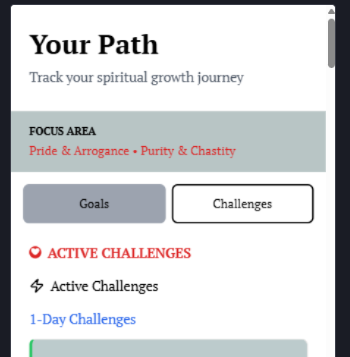 Your Path
Track your spiritual growth journey
FOCUS AREA
Pride & Arrogance • Purity & Chastity
Goals
Challenges
ACTIVE CHALLENGES
Active Challenges
1-Day Challenges